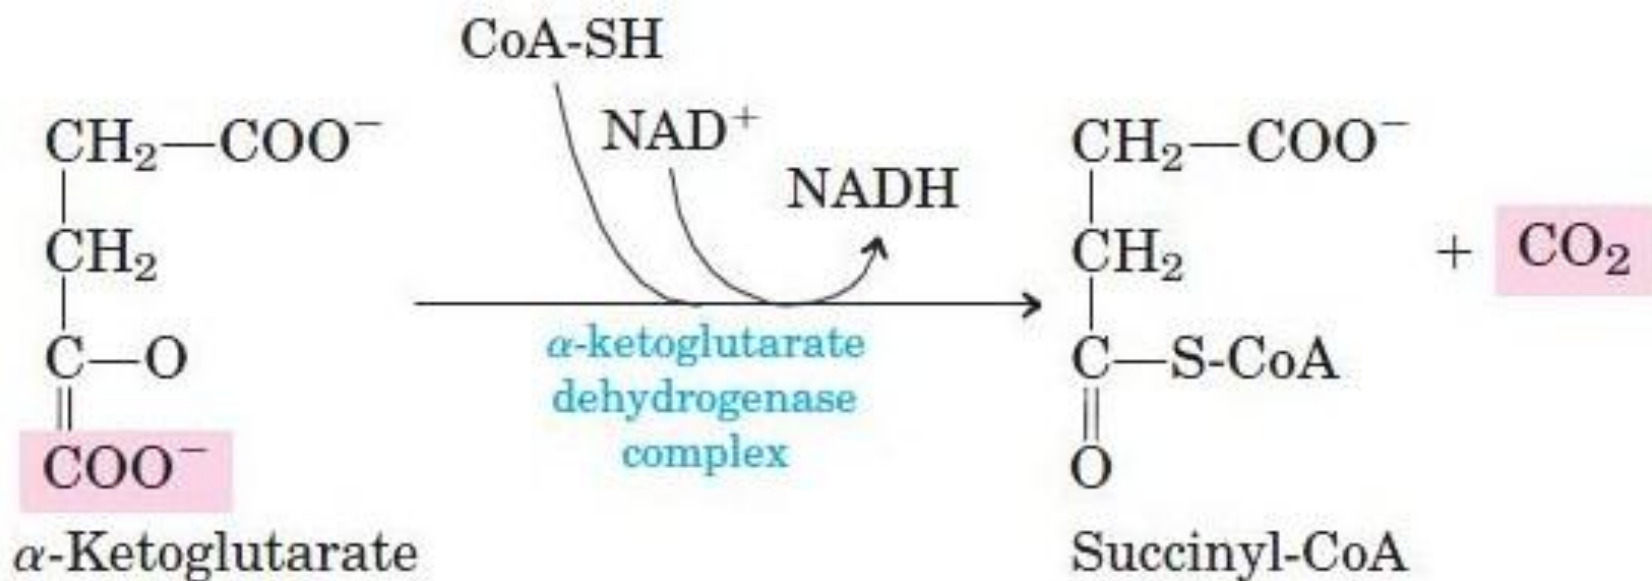 CoA-SH
NAD⁺
NADH
CH₂—COO⁻
CH₂
C—O
COO⁻
α-Ketoglutarate
α-ketoglutarate
dehydrogenase
complex
CH₂—COO⁻
CH₂
C—S-CoA
O
Succinyl-CoA
+ CO₂